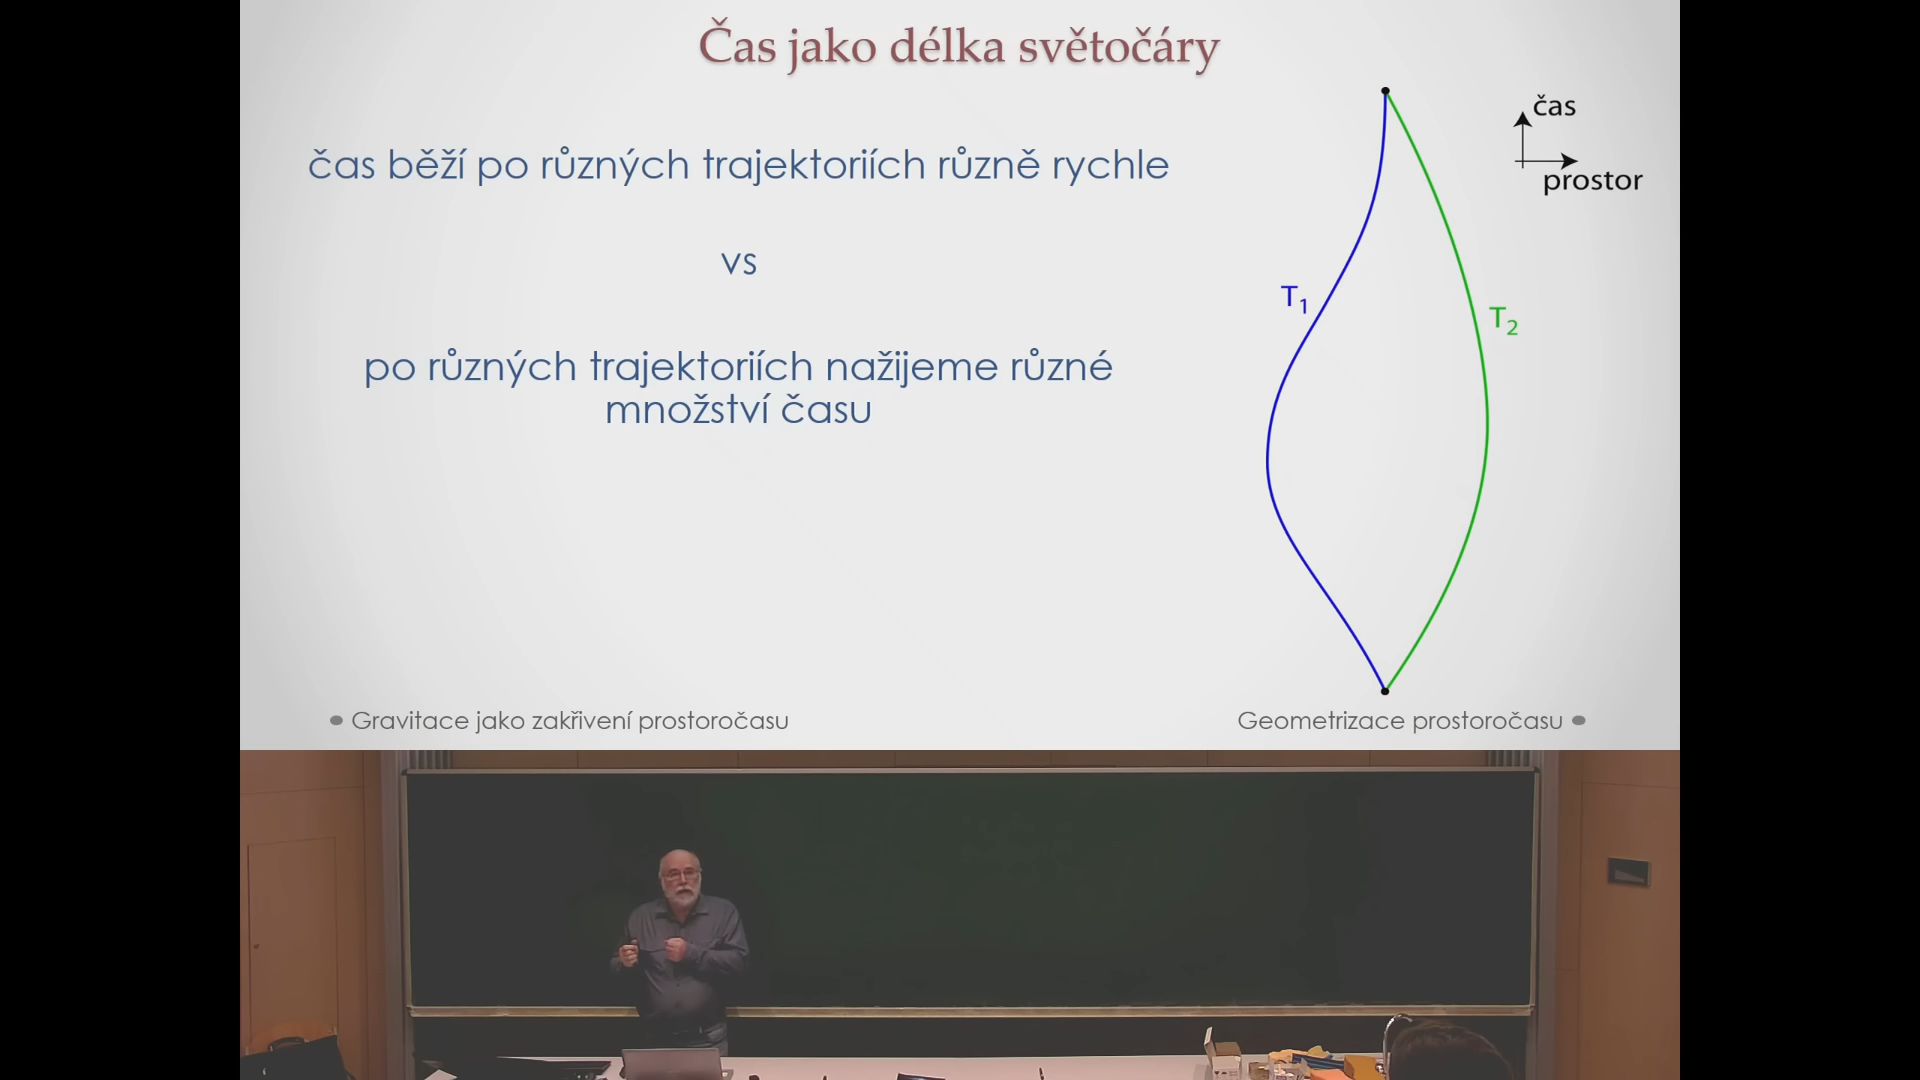 Čas jako délka světočáry
čas běží po různých trajektoriích různě rychle
vs
po různých trajektoriích nažijeme různé
množství času
čas
prostor
T1
T2
Gravitace jako zakřivení prostoročasu
Geometrizace prostoročasu